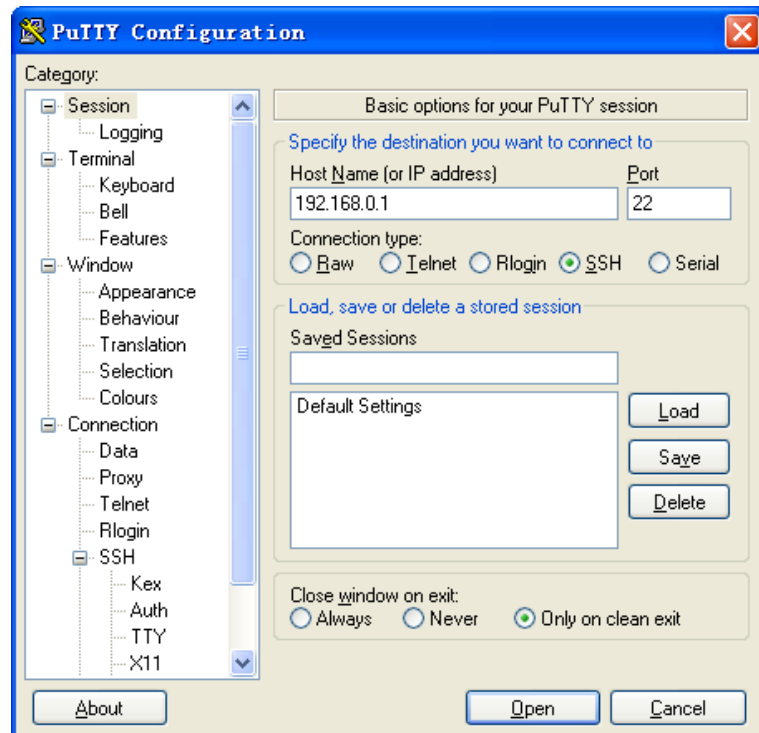 PuTTY Configuration
Category:
Session
Logging
Terminal
Keyboard
Bell
Features
Window
Appearance
Behaviour
Translation
Selection
Colours
Connection
Data
Proxy
Telnet
Rlogin
SSH
Kex
Auth
TTY
X11
Basic options for your PuTTY session
Specify the destination you want to connect to
Host Name (or IP address) Port
192.168.0.1 22
Connection type:
Raw Telnet Rlogin SSH Serial
Load, save or delete a stored session
Saved Sessions
Default Settings
Load
Save
Delete
Close window on exit:
Always Never Only on clean exit
About Open Cancel